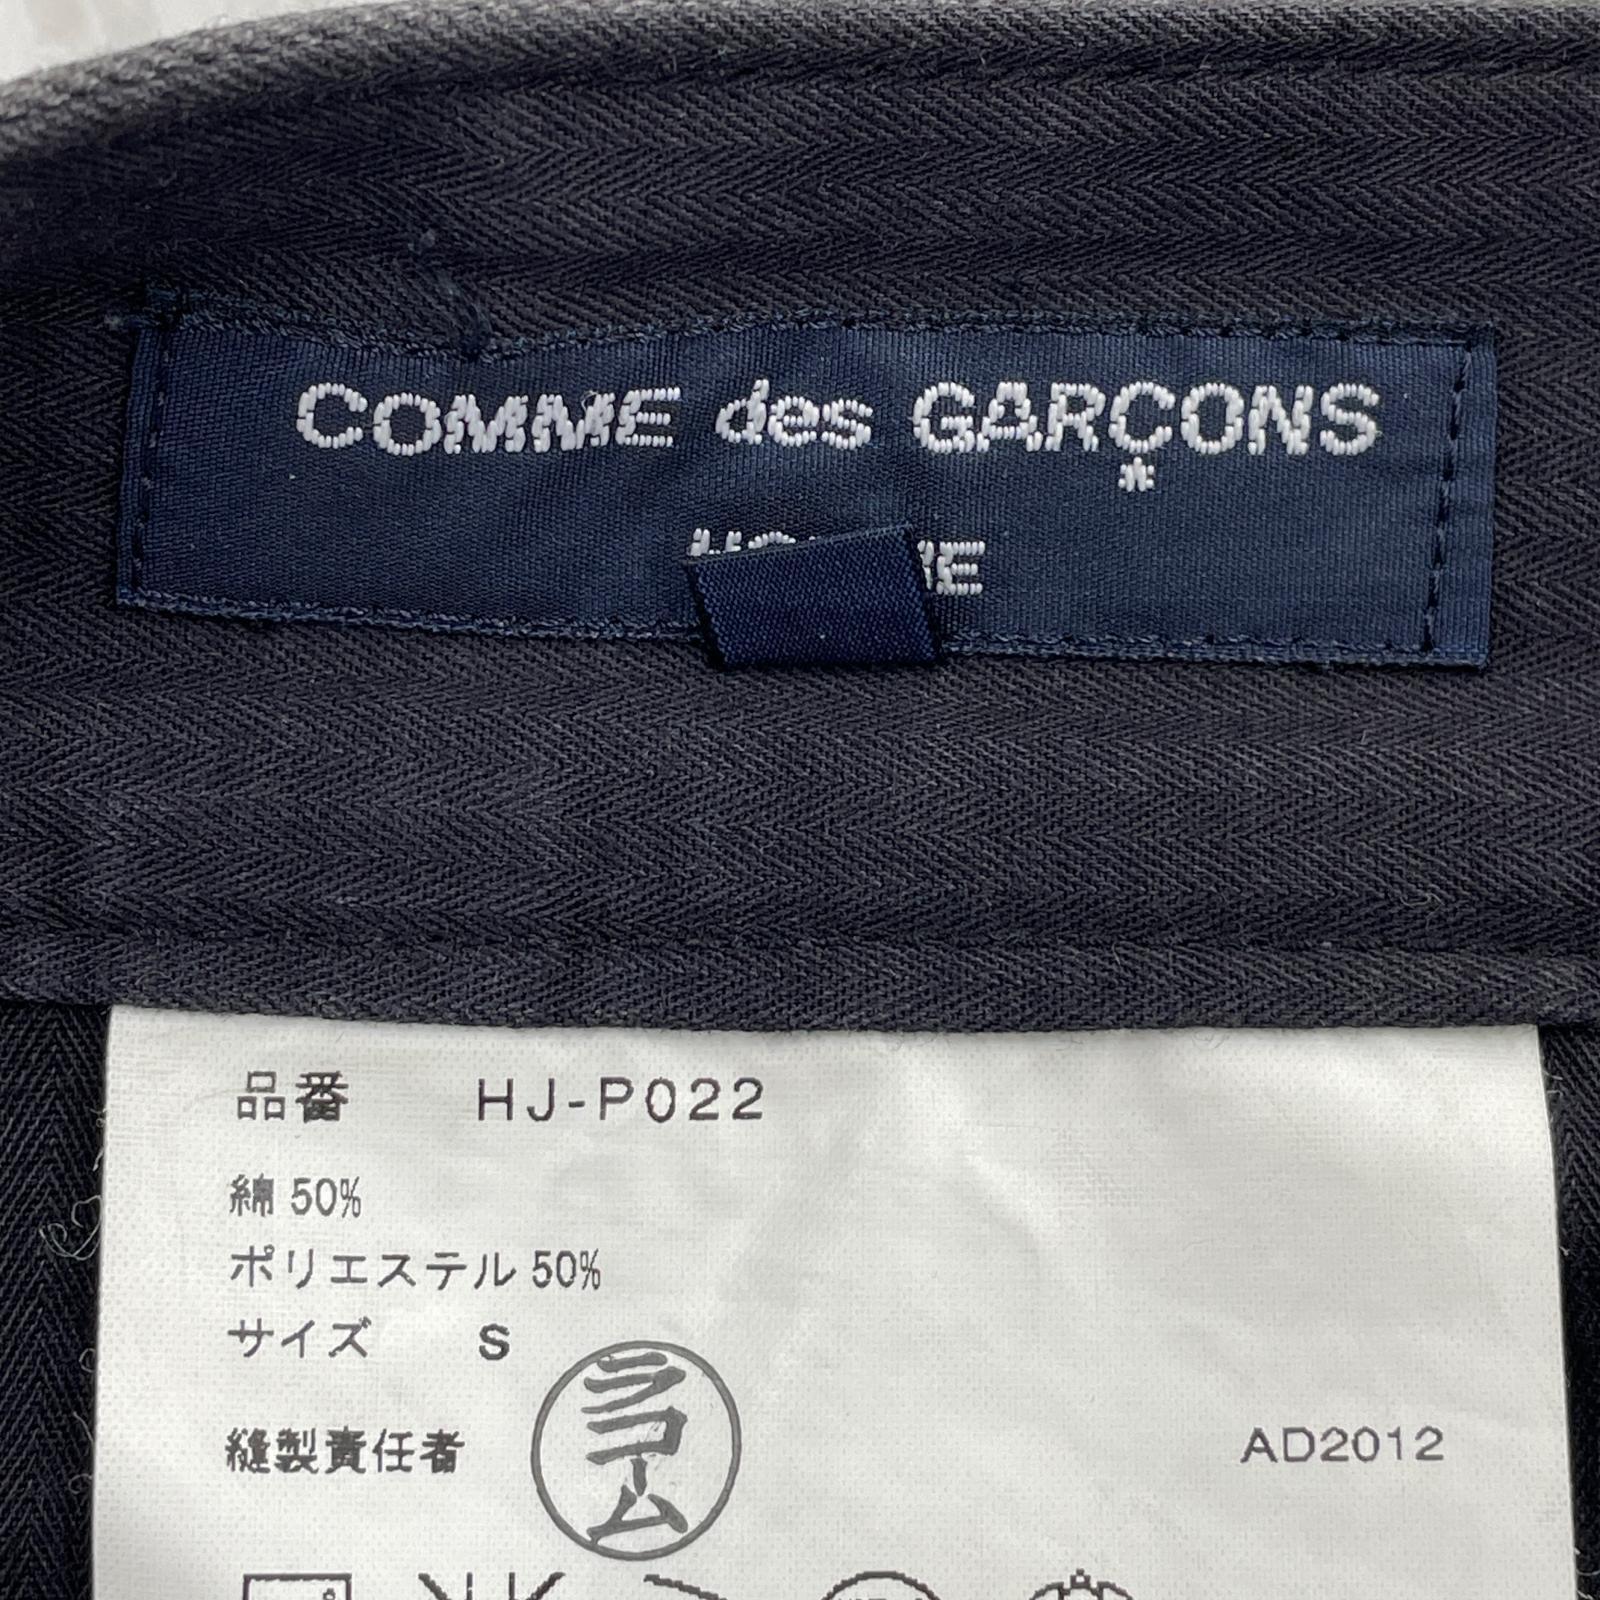 COMME des GARÇONS
品番 HJ-P022
綿 50%
ポリエステル 50%
サイズ S
縫製責任者 ラコーム
AD2012